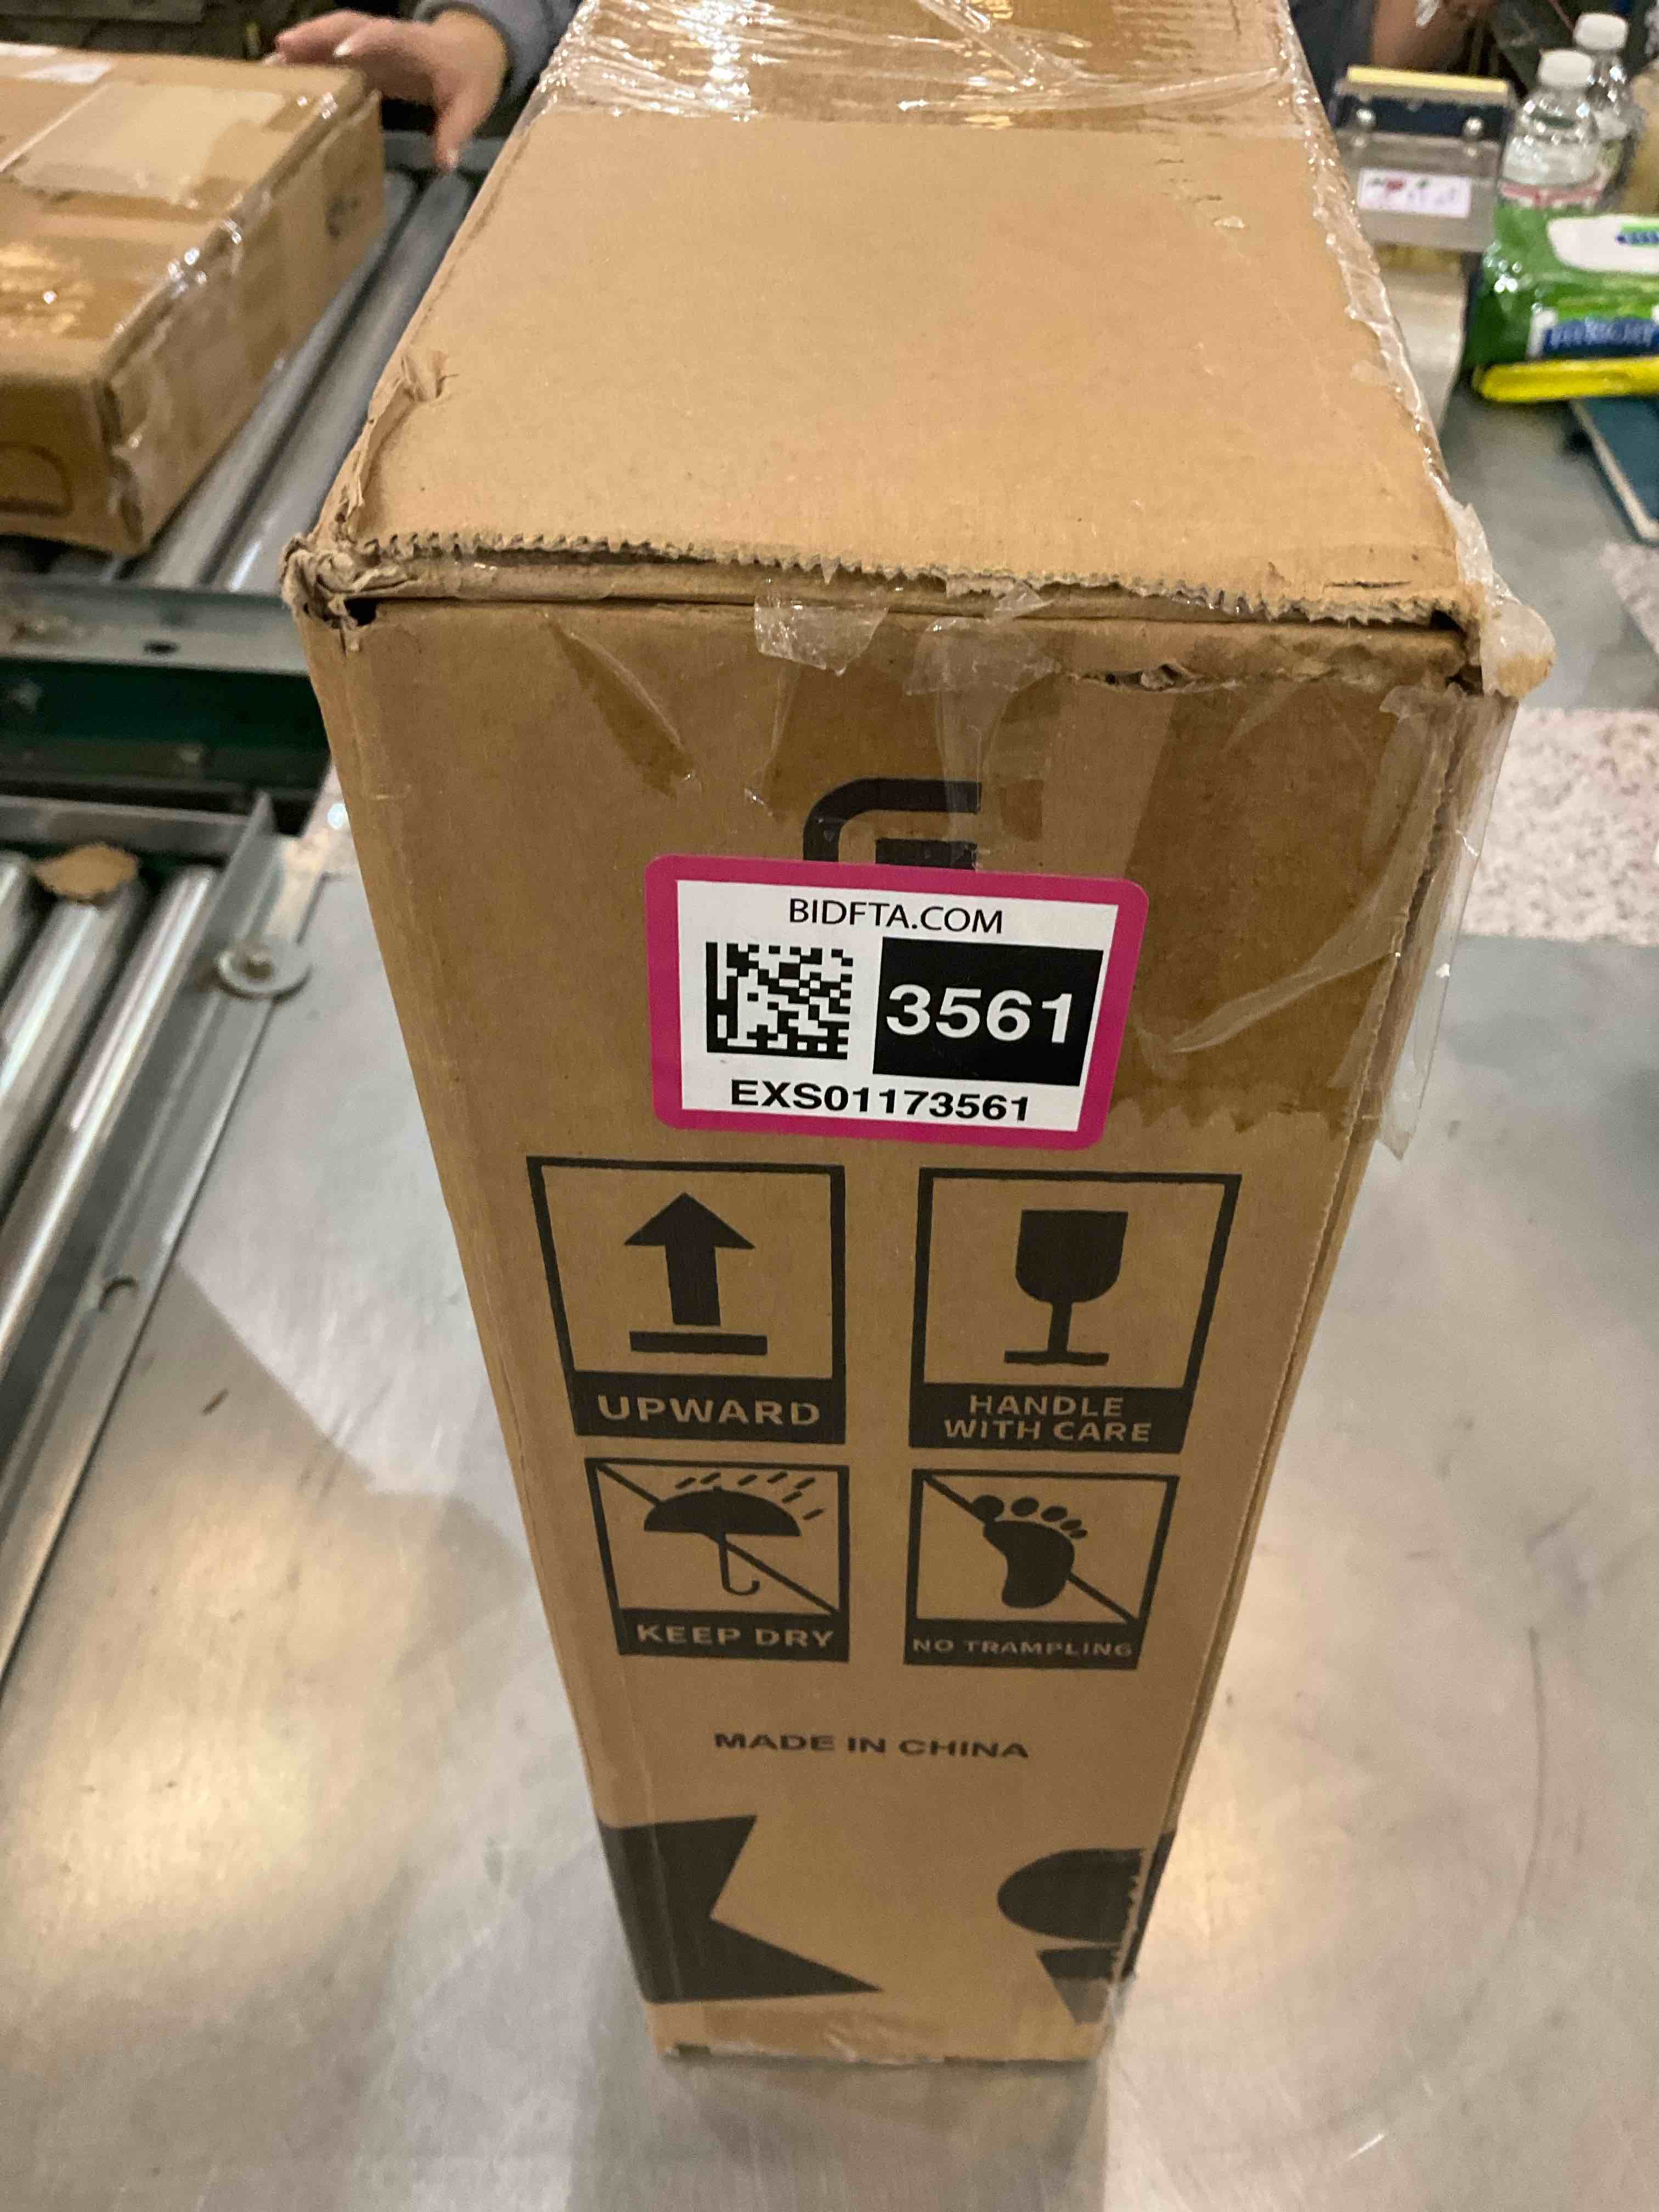 BIDFTA.COM
3561
EXS01173561
UPWARD
HANDLE
WITH CARE
KEEP DRY
NO TRAMPLING
MADE IN CHINA